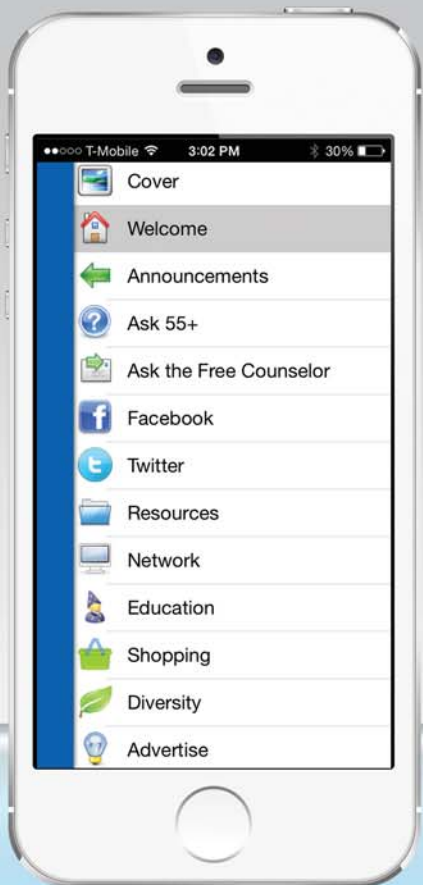 T-Mobile 3:02 PM 30%
Cover
Welcome
Announcements
Ask 55+
Ask the Free Counselor
Facebook
Twitter
Resources
Network
Education
Shopping
Diversity
Advertise